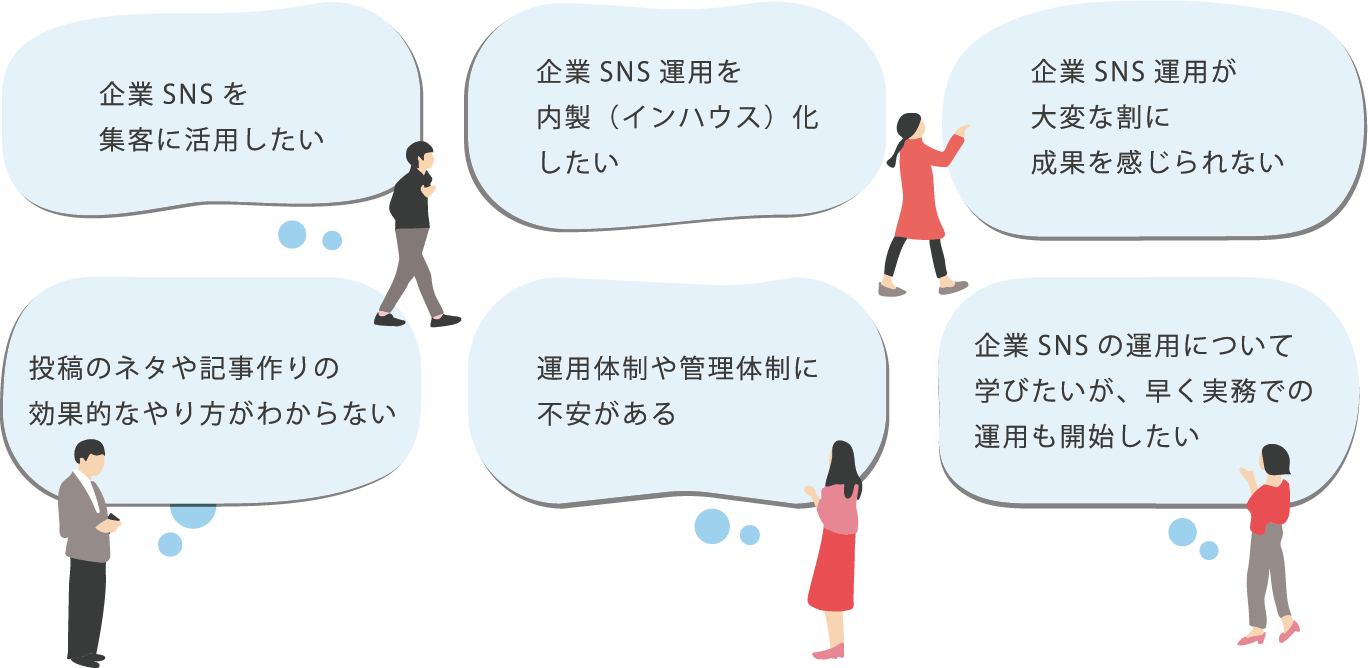 企業 SNS を
集客に活用したい
企業 SNS 運用を
内製（インハウス）化
したい
企業 SNS 運用が
大変な割に
成果を感じられない
投稿のネタや記事作りの
効果的なやり方がわからない
運用体制や管理体制に
不安がある
企業 SNS の運用について
学びたいが、早く実務での
運用も開始したい